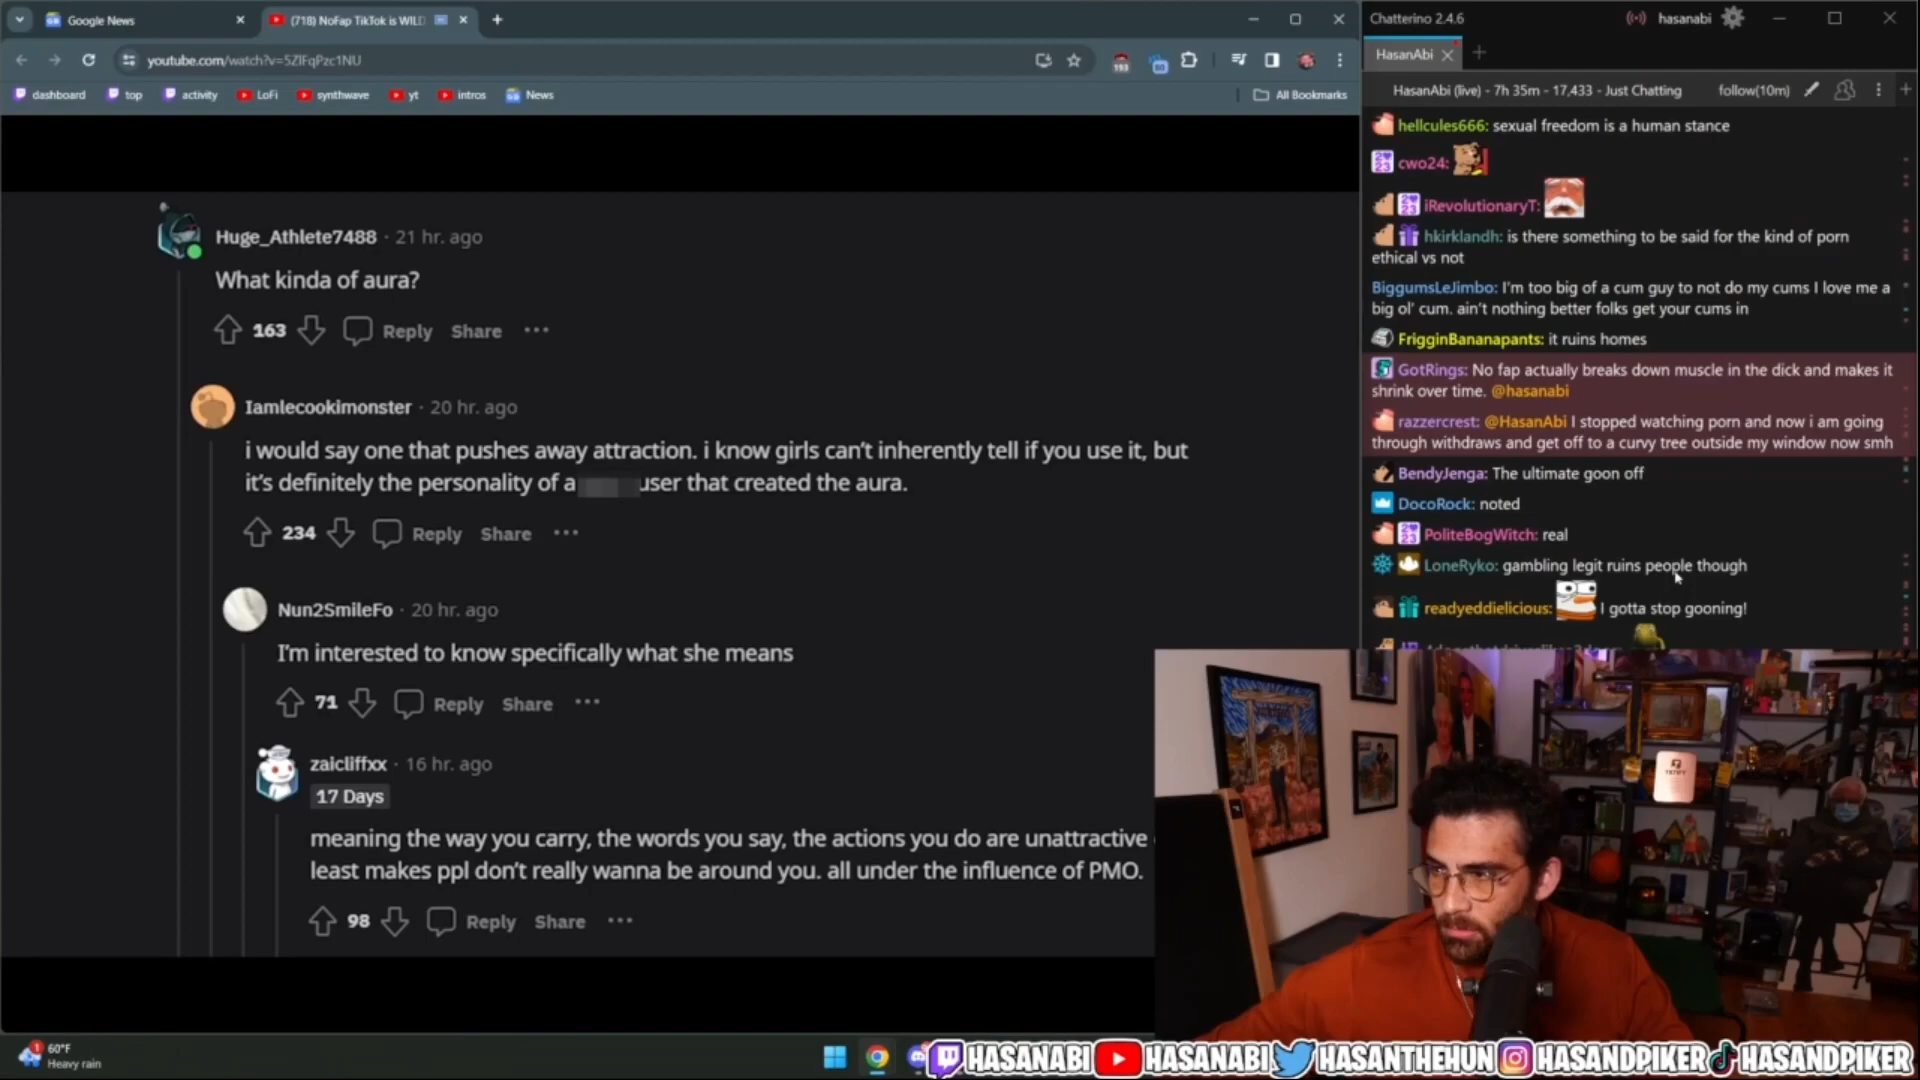 Google News
(718) NoFap TikTok is WILD
youtube.com/watch?v=5ZlFqPzc1NU
193
dashboard
top
activity
LoFi
synthwave
yt
intros
News
All Bookmarks
Huge_Athlete7488 · 21 hr. ago
What kinda of aura?
163 Reply Share ···
Iamlecookimonster · 20 hr. ago
i would say one that pushes away attraction. i know girls can't inherently tell if you use it, but
it's definitely the personality of a user that created the aura.
234 Reply Share ···
Nun2SmileFo · 20 hr. ago
I'm interested to know specifically what she means
71 Reply Share ···
zaicliffxx · 16 hr. ago
17 Days
meaning the way you carry, the words you say, the actions you do are unattractive
least makes ppl don't really wanna be around you. all under the influence of PMO.
98 Reply Share ···
Chatterino 2.4.6
hasanabi
HasanAbi
HasanAbi (live) - 7h 35m - 17,433 - Just Chatting
follow(10m)
hellcules666: sexual freedom is a human stance
cwo24:
iRevolutionaryT:
hkirklandh: is there something to be said for the kind of porn
ethical vs not
BiggumsLeJimbo: I'm too big of a cum guy to not do my cums I love me a
big ol' cum. ain't nothing better folks get your cums in
FrigginBananapants: it ruins homes
GotRings: No fap actually breaks down muscle in the dick and makes it
shrink over time. @hasanabi
razzercrest: @HasanAbi I stopped watching porn and now i am going
through withdraws and get off to a curvy tree outside my window now smh
BendyJenga: The ultimate goon off
DocoRock: noted
PoliteBogWitch: real
LoneRyko: gambling legit ruins people though
readyeddielicious: I gotta stop gooning!
1
60°F
Heavy rain
HASANABI
HASANABI
HASANTHEHUN
HASANDPIKER
HASANDPIKER